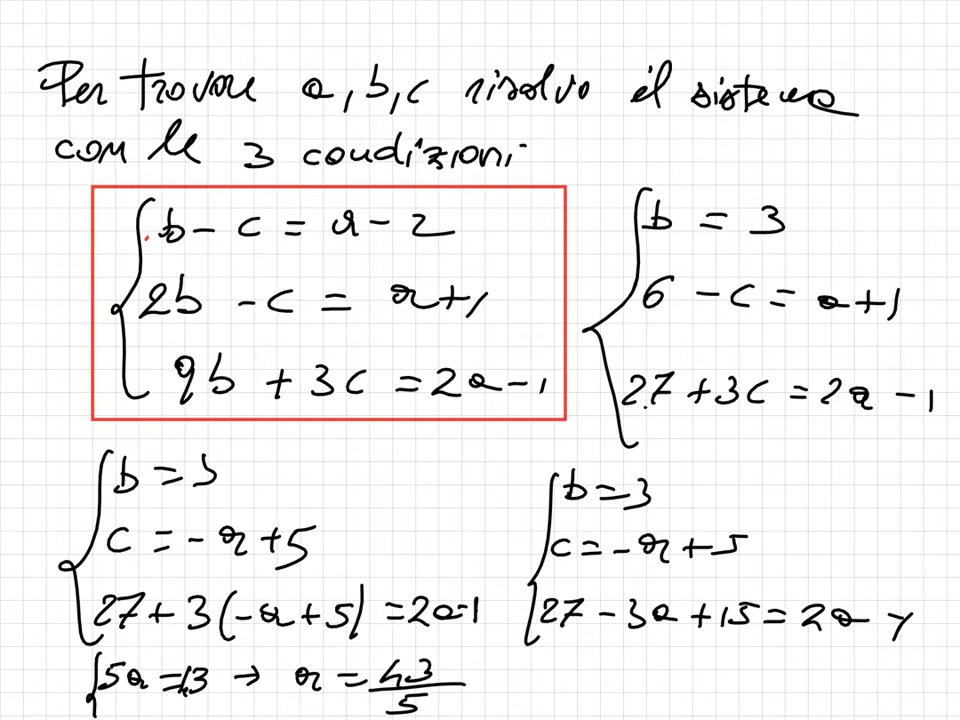 Per trovare a, b, c risolvo il sistema
con le 3 condizioni
b - c = a - 2
2b - c = a + 1
9b + 3c = 2a - 1
b = 3
6 - c = a + 1
27 + 3c = 2a - 1
b = 3
c = -a + 5
27 + 3(-a + 5) = 2a - 1
5a = 43 → a = 43/5
b = 3
c = -a + 5
27 - 3a + 15 = 2a - 1